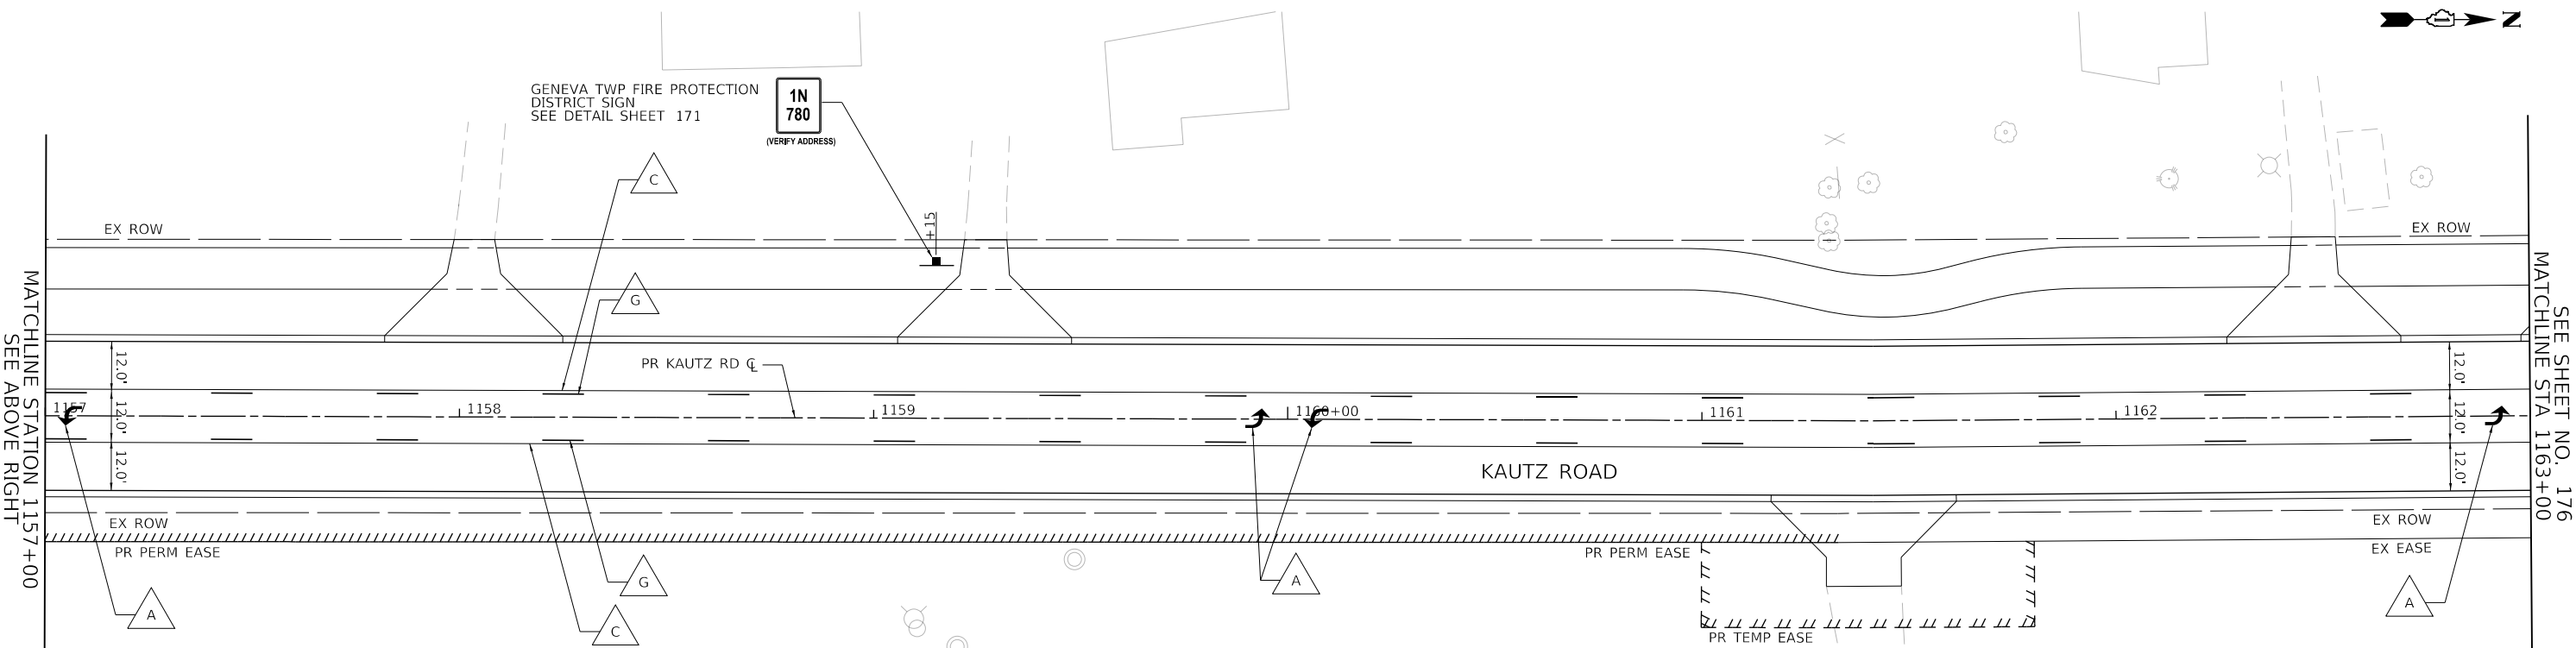 N
GENEVA TWP FIRE PROTECTION
DISTRICT SIGN
SEE DETAIL SHEET 171
1N
780
(VERIFY ADDRESS)
C
+15
EX ROW
EX ROW
G
PR KAUTZ RD ℄
12.0'
12.0'
12.0'
1157
1158
1159
1160+00
1161
1162
12.0'
12.0'
12.0'
KAUTZ ROAD
EX ROW
PR PERM EASE
PR PERM EASE
EX ROW
EX EASE
G
C
A
A
A
PR TEMP EASE
MATCHLINE STATION 1157+00
SEE ABOVE RIGHT
SEE SHEET NO. 176
MATCHLINE STA 1163+00